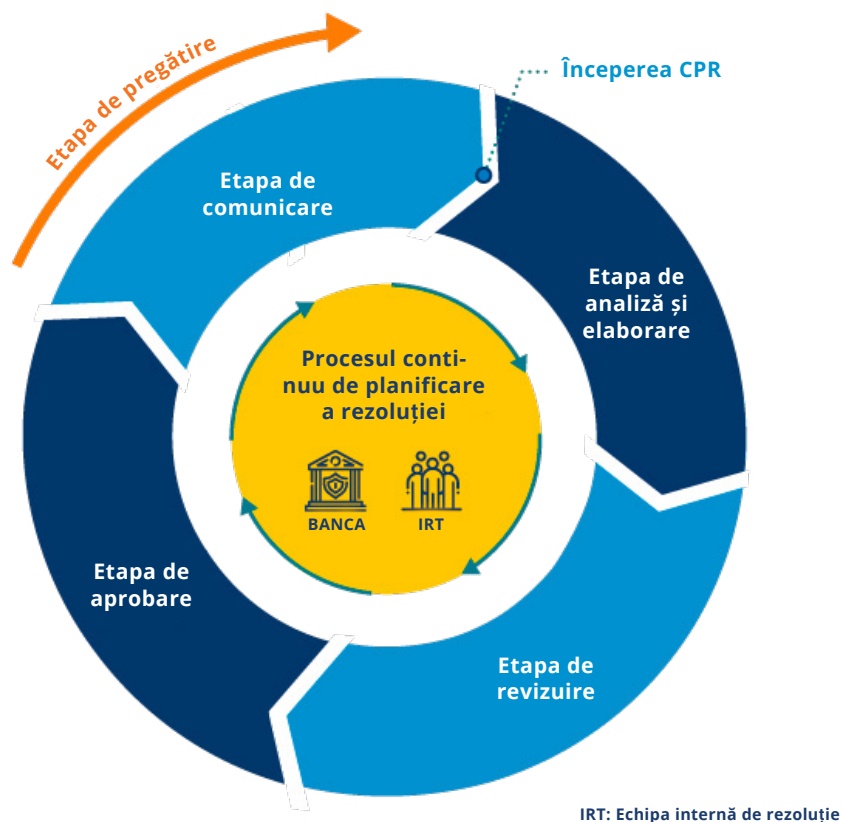 Etapa de pregătire
Începerea CPR
Etapa de
comunicare
Etapa de
analiză și
elaborare
Procesul conti-
nuu de planificare
a rezoluției
BANCA
IRT
Etapa de
aprobare
Etapa de
revizuire
IRT: Echipa internă de rezoluție